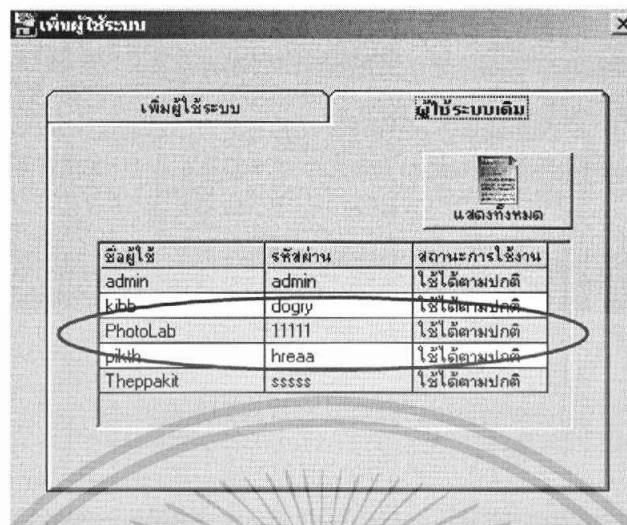 เพิ่มผู้ใช้ระบบ
เพิ่มผู้ใช้ระบบ ผู้ใช้ระบบเดิม
แสดงทั้งหมด
ชื่อผู้ใช้ รหัสผ่าน สถานะการใช้งาน
admin admin ใช้ได้ตามปกติ
kibb dogry ใช้ได้ตามปกติ
PhotoLab 11111 ใช้ได้ตามปกติ
pikth hreaa ใช้ได้ตามปกติ
Theppakit sssss ใช้ได้ตามปกติ